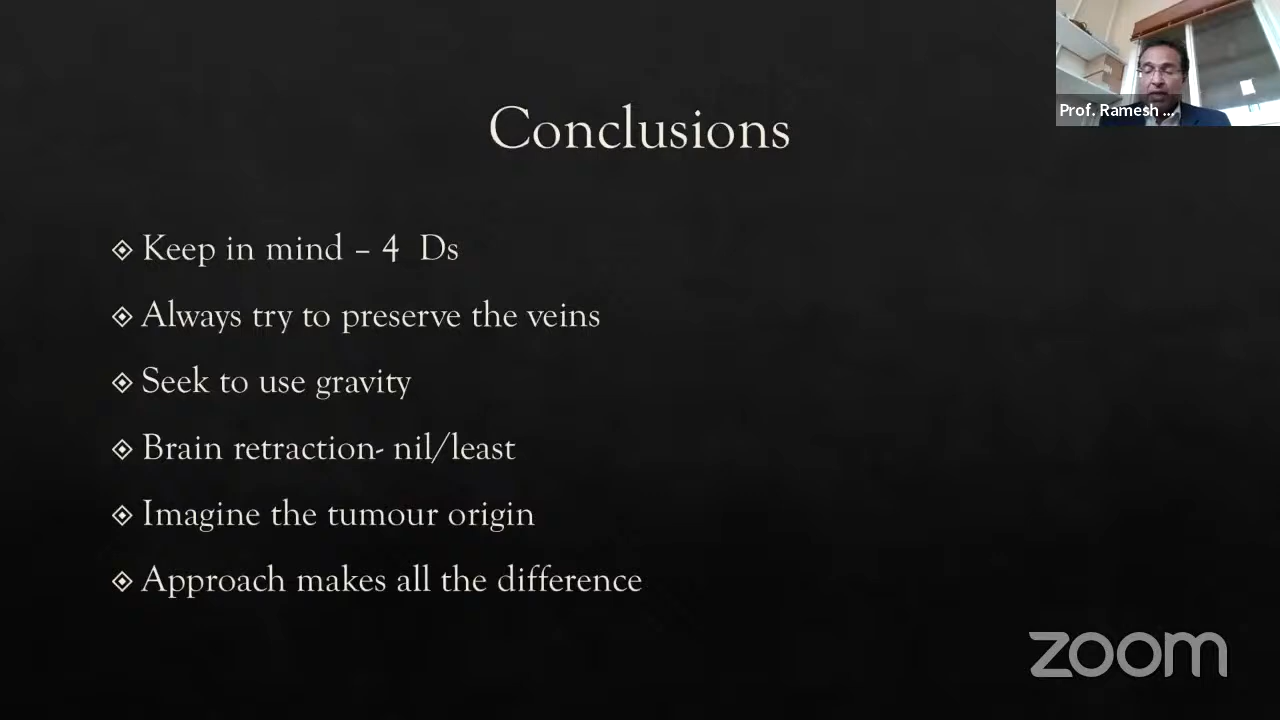 Prof. Ramesh ...
Conclusions
Keep in mind – 4 Ds
Always try to preserve the veins
Seek to use gravity
Brain retraction- nil/least
Imagine the tumour origin
Approach makes all the difference
zoom